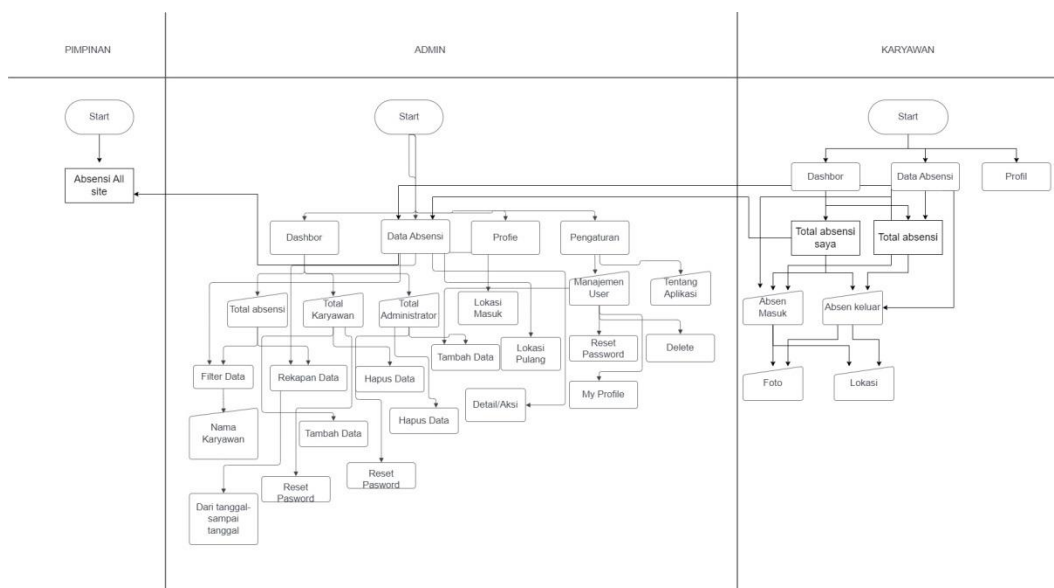 PIMPINAN
ADMIN
KARYAWAN
Start
Start
Start
Absensi All
site
Dashbor
Data Absensi
Profil
Dashbor
Data Absensi
Profie
Pengaturan
Total absensi
saya
Total absensi
Total absensi
Total
Karyawan
Total
Administrator
Lokasi
Masuk
Manajemen
User
Tentang
Aplikasi
Absen
Masuk
Absen keluar
Filter Data
Rekapan Data
Hapus Data
Tambah Data
Lokasi
Pulang
Reset
Password
Delete
Foto
Lokasi
Nama
Karyawan
Tambah Data
Hapus Data
Detail/Aksi
My Profile
Dari tanggal-
sampai
tanggal
Reset
Pasword
Reset
Pasword